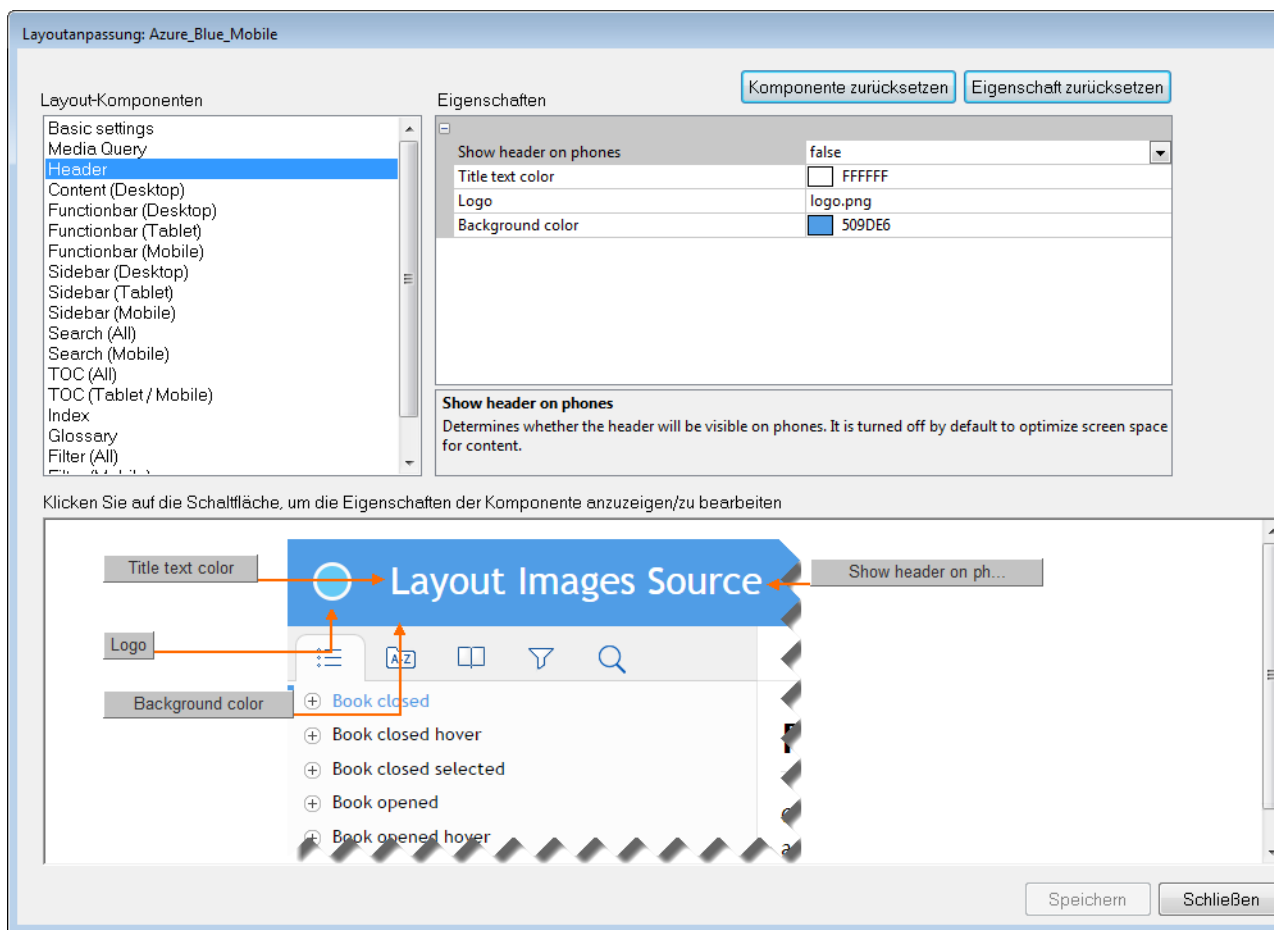 Layoutanpassung: Azure_Blue_Mobile
Komponente zurücksetzen
Eigenschaft zurücksetzen
Layout-Komponenten
Eigenschaften
Basic settings
Media Query
Header
Content (Desktop)
Functionbar (Desktop)
Functionbar (Tablet)
Functionbar (Mobile)
Sidebar (Desktop)
Sidebar (Tablet)
Sidebar (Mobile)
Search (All)
Search (Mobile)
TOC (All)
TOC (Tablet / Mobile)
Index
Glossary
Filter (All)
Show header on phones false
Title text color FFFFFF
Logo logo.png
Background color 509DE6
Show header on phones
Determines whether the header will be visible on phones. It is turned off by default to optimize screen space
for content.
Klicken Sie auf die Schaltfläche, um die Eigenschaften der Komponente anzuzeigen/zu bearbeiten
Title text color
Layout Images Source
Show header on ph...
Logo
A-Z
Background color
Book closed
Book closed hover
Book closed selected
Book opened
Book opened hover
Speichern
Schließen